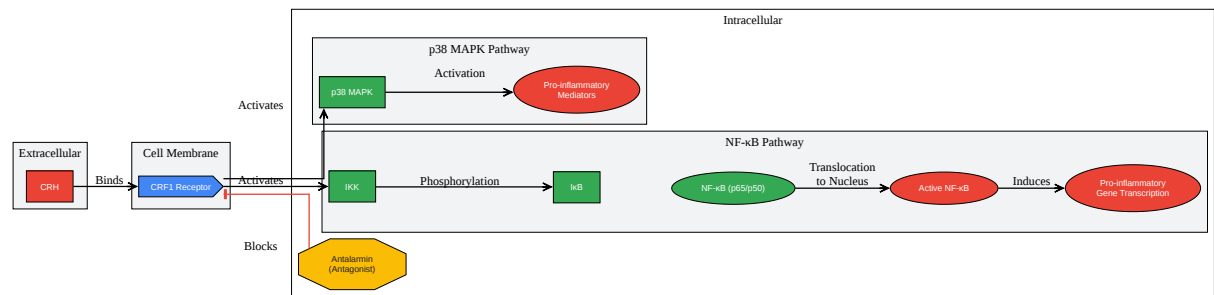 Intracellular
p38 MAPK Pathway
Activation
p38 MAPK
Pro-inflammatory
Mediators
Activates
NF-κB Pathway
Extracellular
Cell Membrane
CRH
Binds
CRF1 Receptor
Activates
IKK
Phosphorylation
IκB
NF-κB (p65/p50)
Translocation
to Nucleus
Active NF-κB
Induces
Pro-inflammatory
Gene Transcription
Blocks
Antalarmin
(Antagonist)